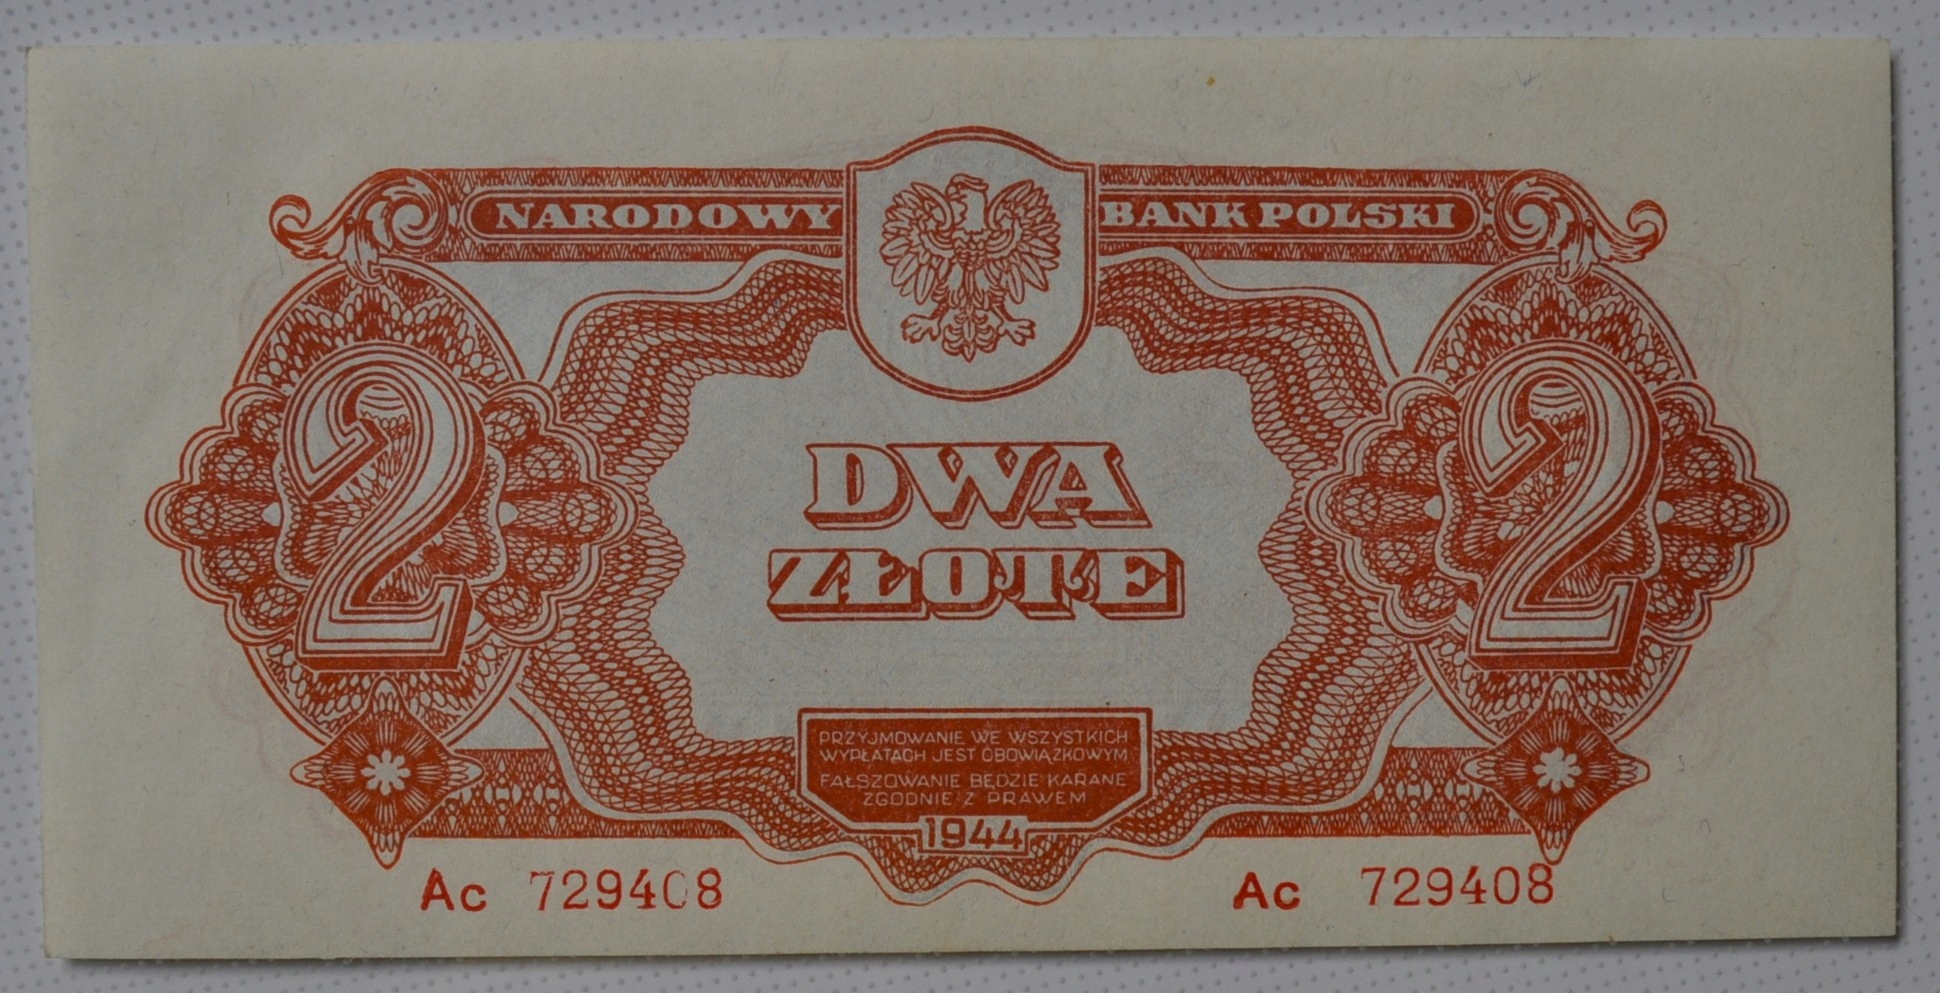 NARODOWY BANK POLSKI
2 2
DWA
ZŁOTE
PRZYJMOWANIE WE WSZYSTKICH
WYPŁATACH JEST OBOWIĄZKOWYM
FAŁSZOWANIE BĘDZIE KARANE
ZGODNIE Z PRAWEM
1944
Ac 729408 Ac 729408